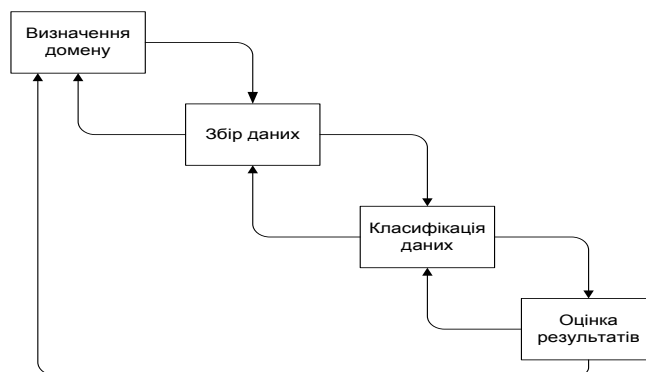 Визначення
домену
Збір даних
Класифікація
даних
Оцінка
результатів